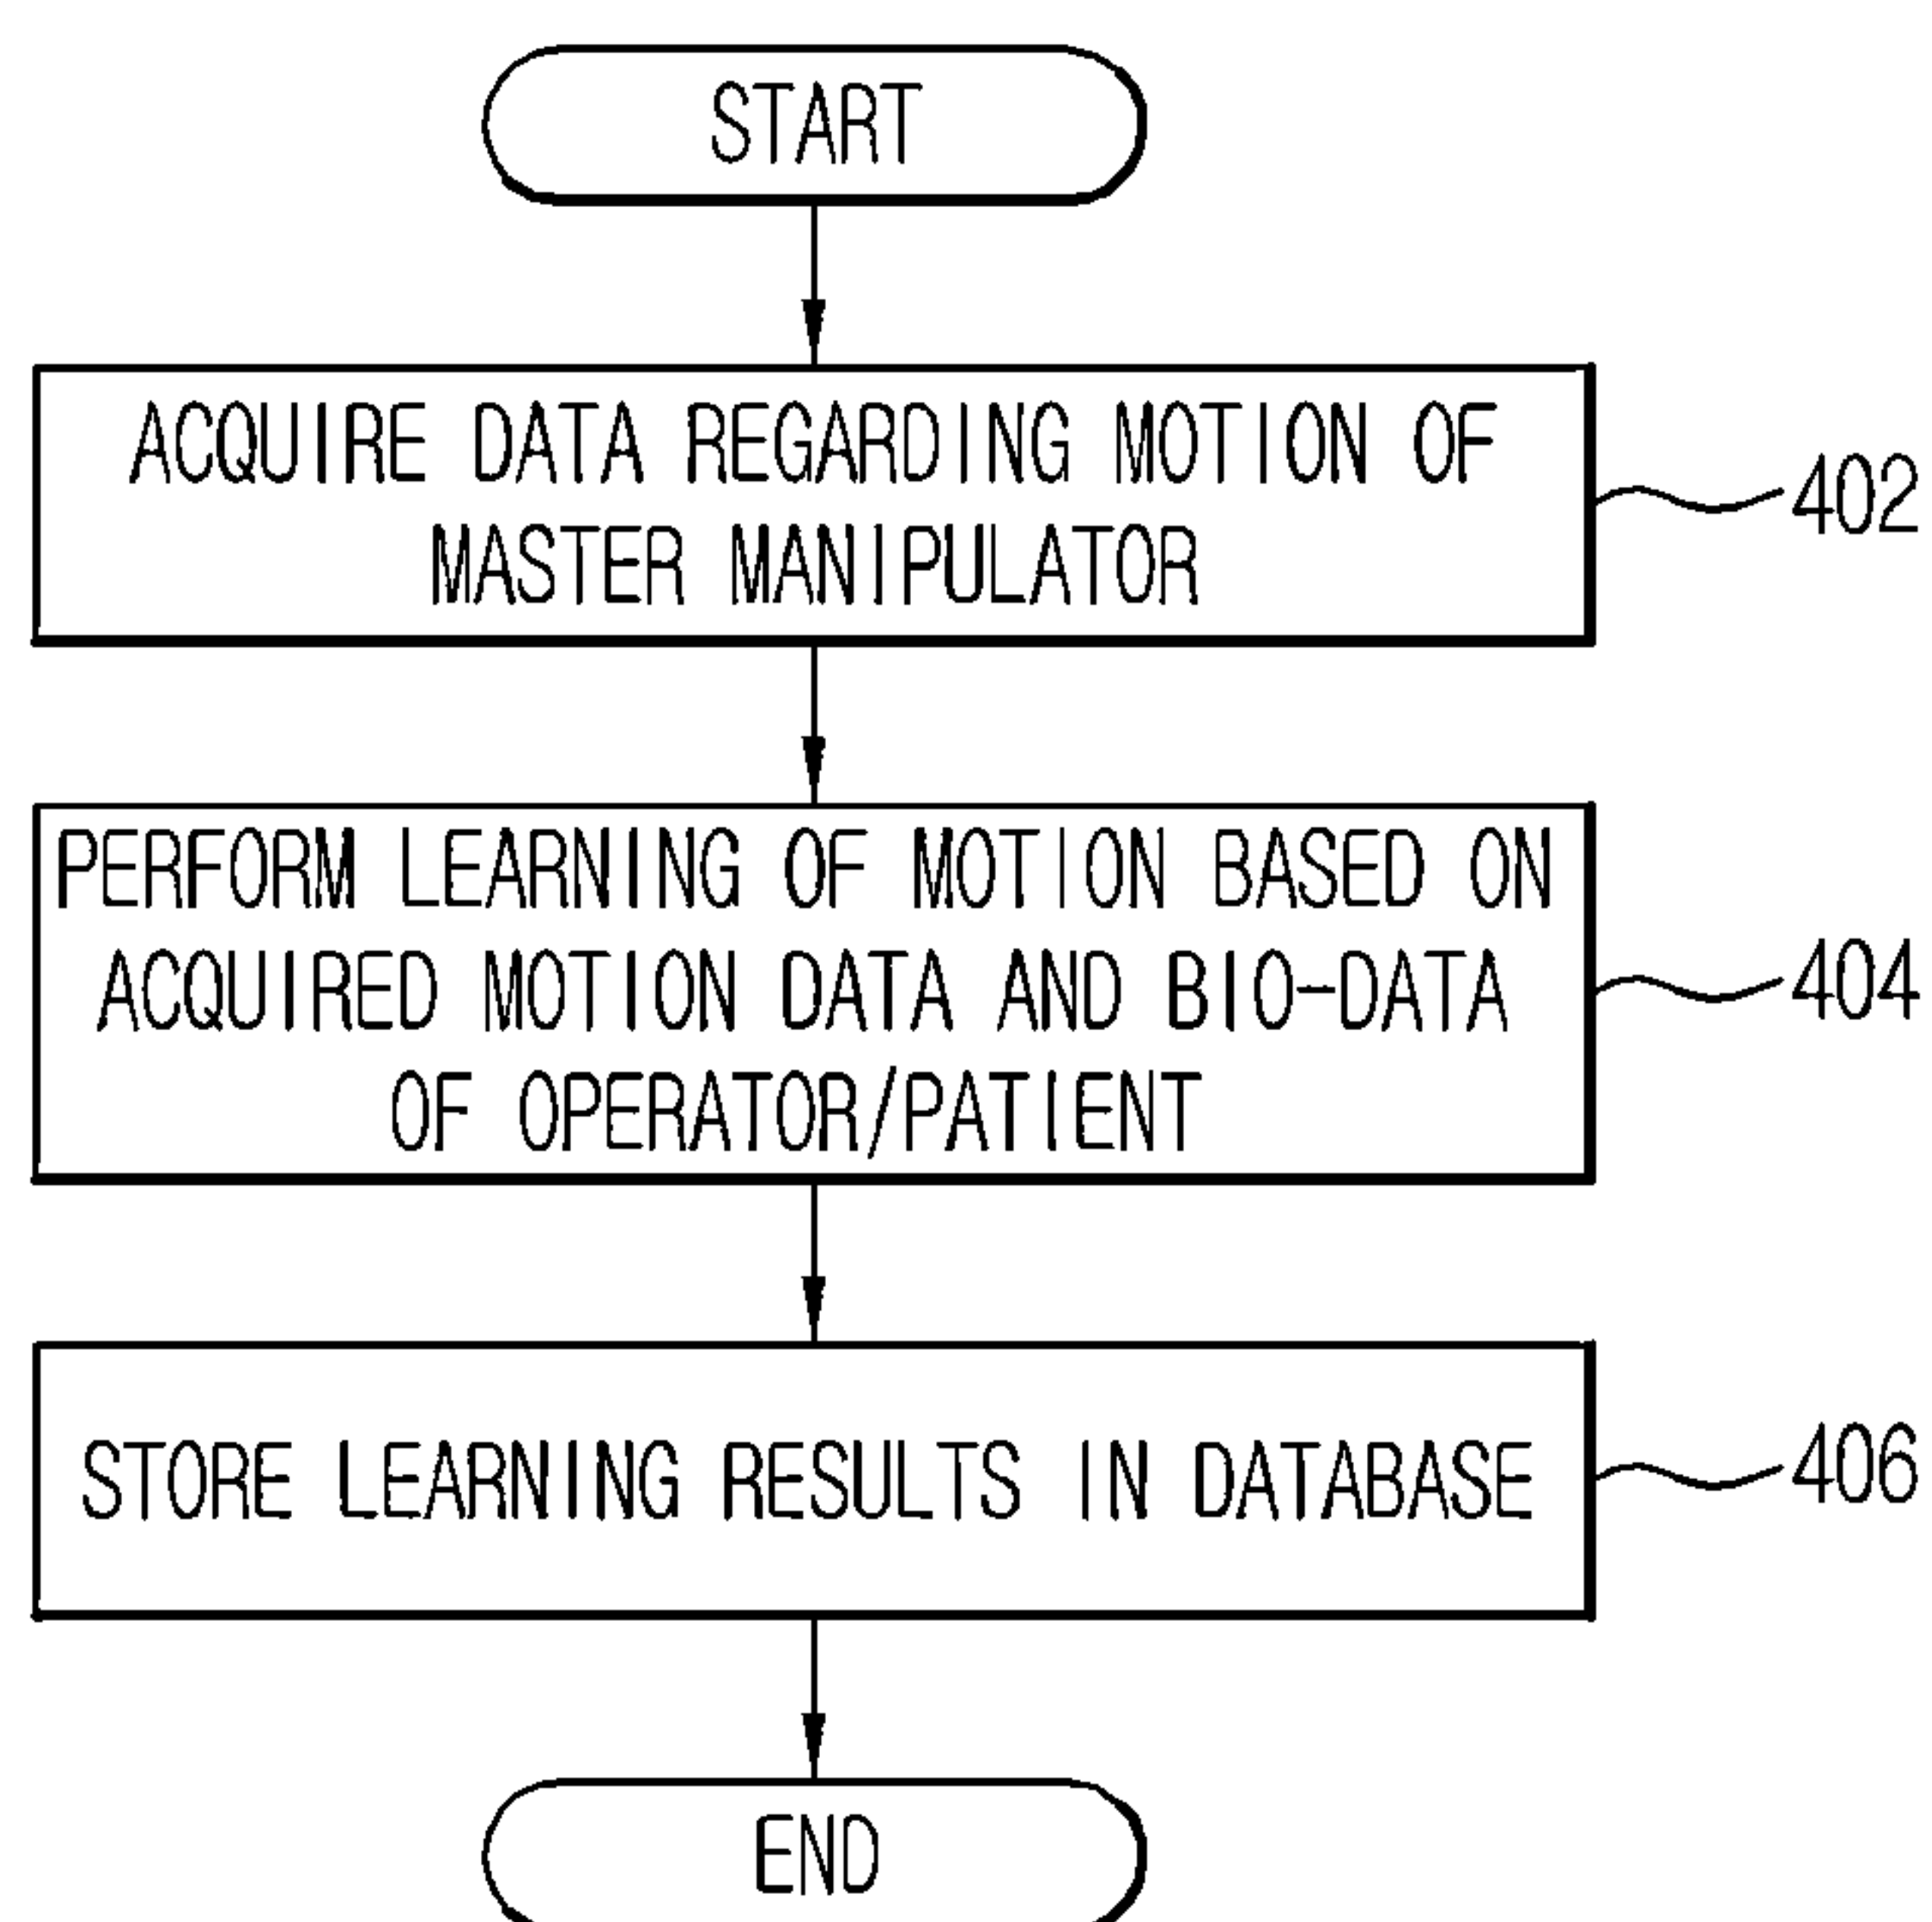 START
ACQUIRE DATA REGARDING MOTION OF
MASTER MANIPULATOR
402
PERFORM LEARNING OF MOTION BASED ON
ACQUIRED MOTION DATA AND BIO-DATA
OF OPERATOR/PATIENT
404
STORE LEARNING RESULTS IN DATABASE
406
END